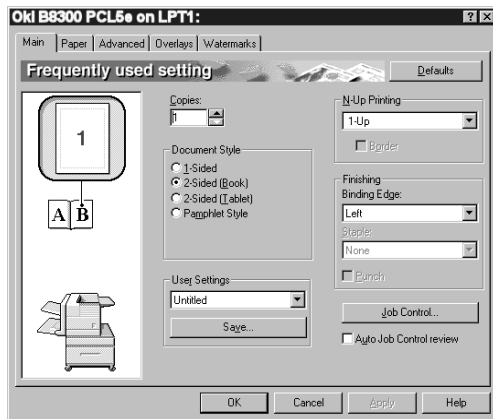 Oki B8300 PCL5e on LPT1:
Main Paper Advanced Overlays Watermarks
Frequently used setting
Defaults
1
A B
Copies:
1
Document Style
1-Sided
2-Sided (Book)
2-Sided (Tablet)
Pamphlet Style
User Settings
Untitled
Save...
N-Up Printing
1-Up
Border
Finishing
Binding Edge:
Left
Staple:
None
Punch
Job Control...
Auto Job Control review
OK Cancel Apply Help